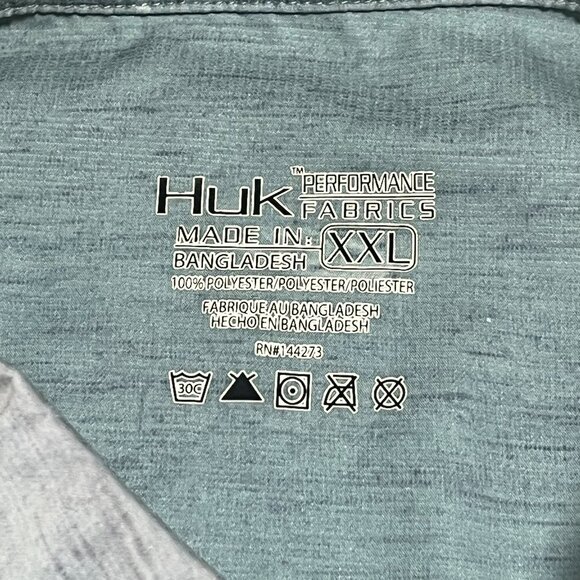 Huk™ PERFORMANCE FABRICS
MADE IN: XXL
BANGLADESH
100% POLYESTER/POLYESTER/POLIESTER
FABRIQUE AU BANGLADESH
HECHO EN BANGLADESH
RN#144273
30C